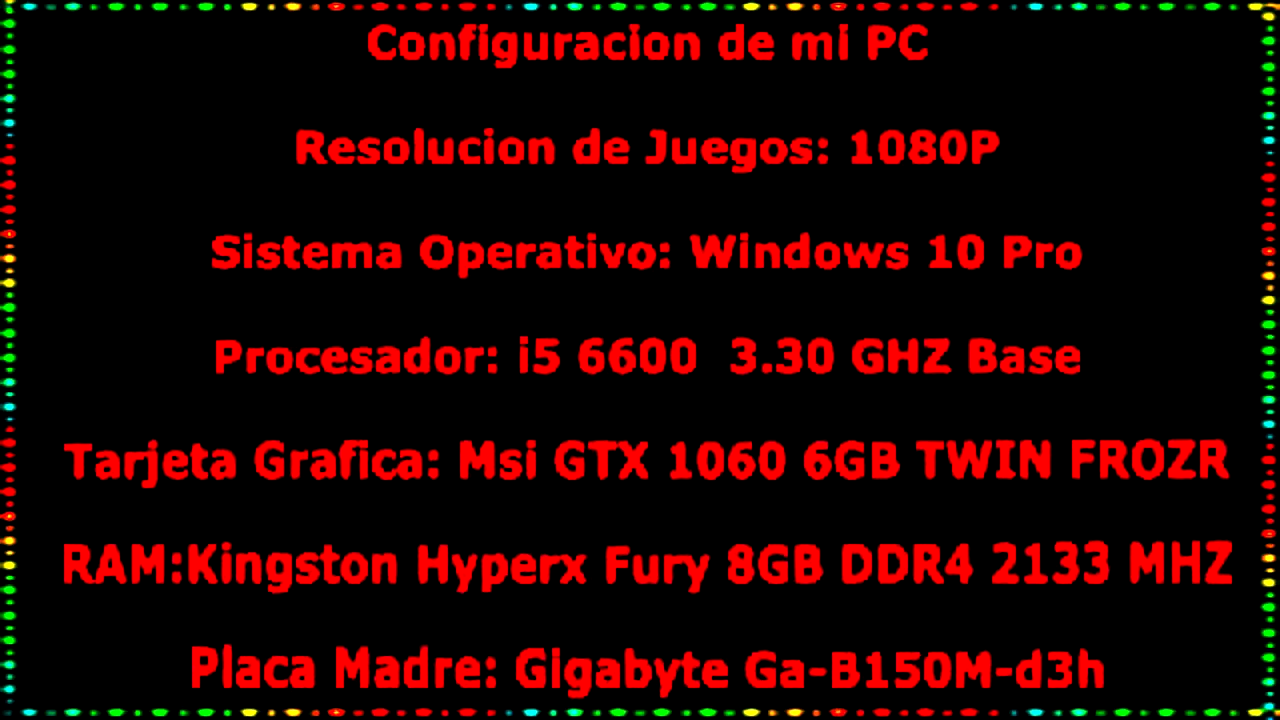 Configuracion de mi PC
Resolucion de Juegos: 1080P
Sistema Operativo: Windows 10 Pro
Procesador: i5 6600  3.30 GHZ Base
Tarjeta Grafica: Msi GTX 1060 6GB TWIN FROZR
RAM:Kingston Hyperx Fury 8GB DDR4 2133 MHZ
Placa Madre: Gigabyte Ga-B150M-d3h